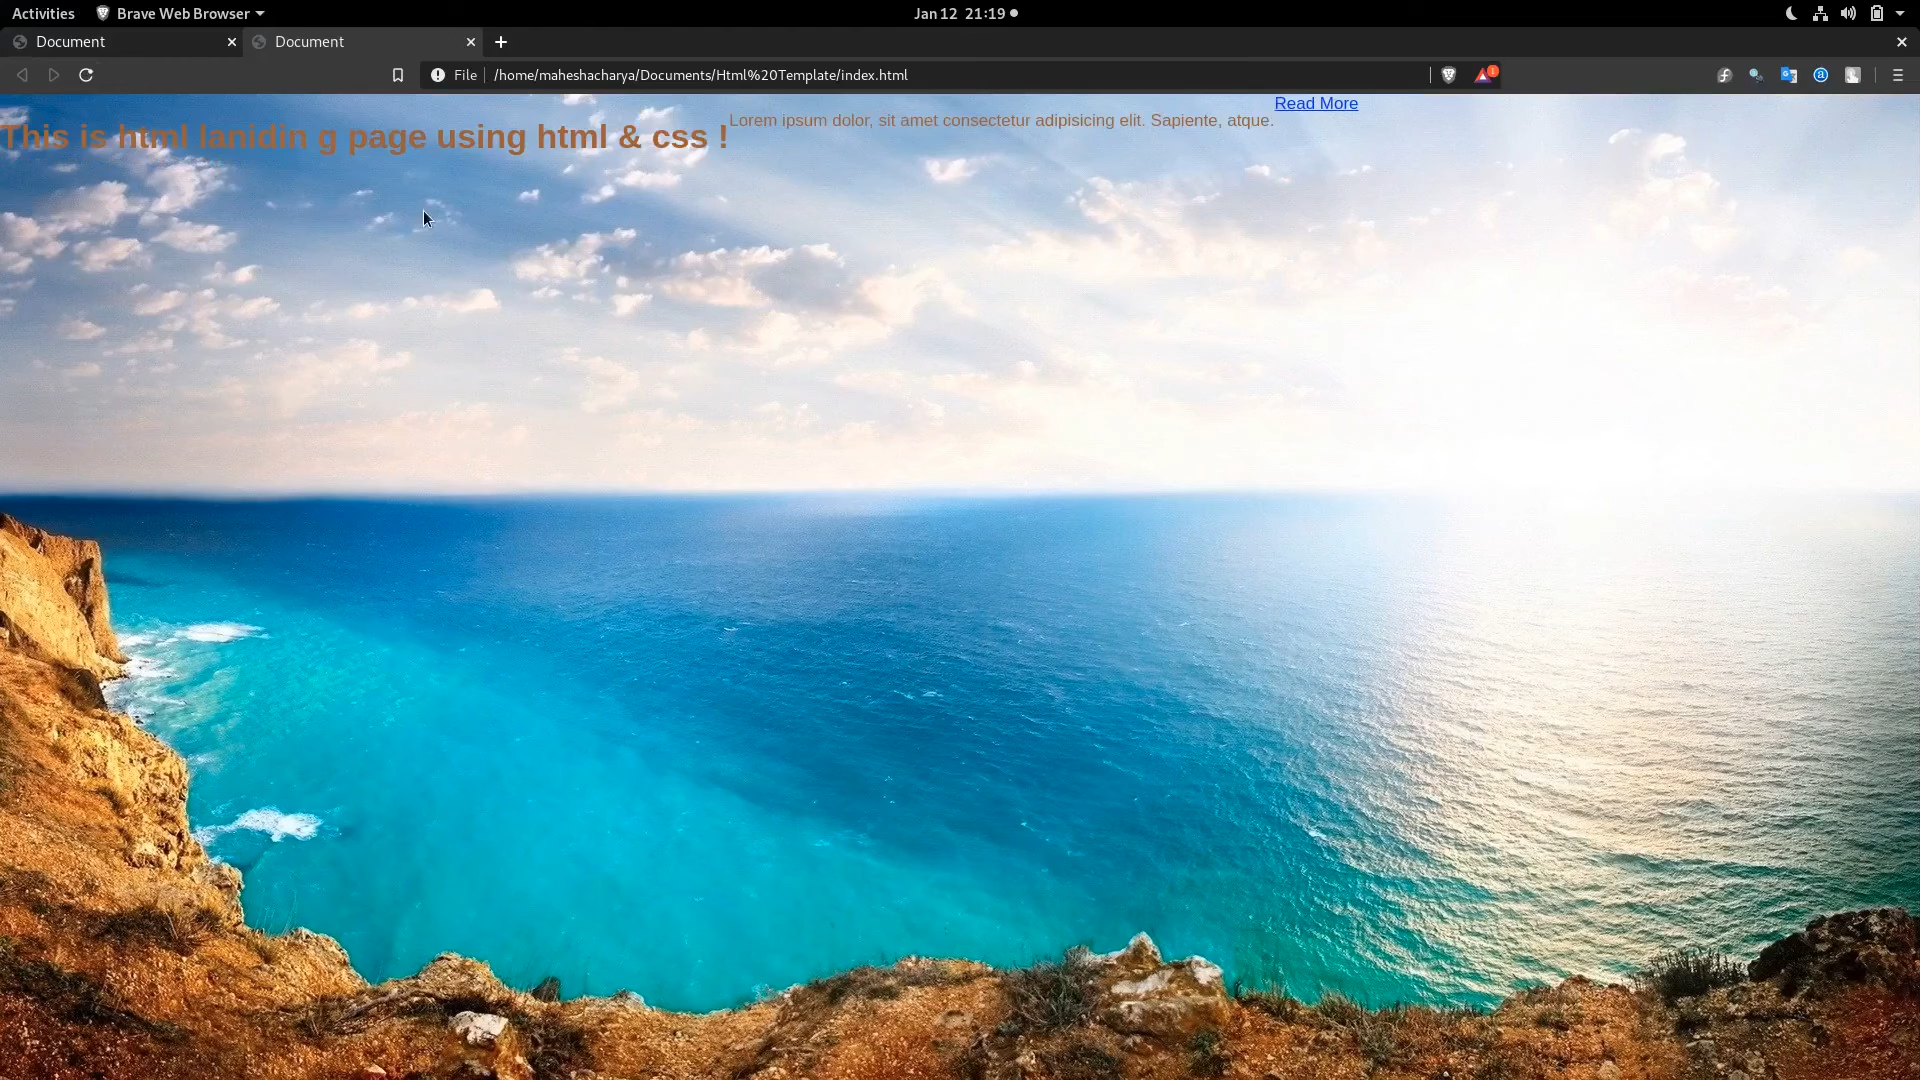 Activities Brave Web Browser Jan 12 21:19
Document Document
File /home/maheshacharya/Documents/Html%20Template/index.html
Read More
This is html lanidin g page using html & css ! Lorem ipsum dolor, sit amet consectetur adipisicing elit. Sapiente, atque.